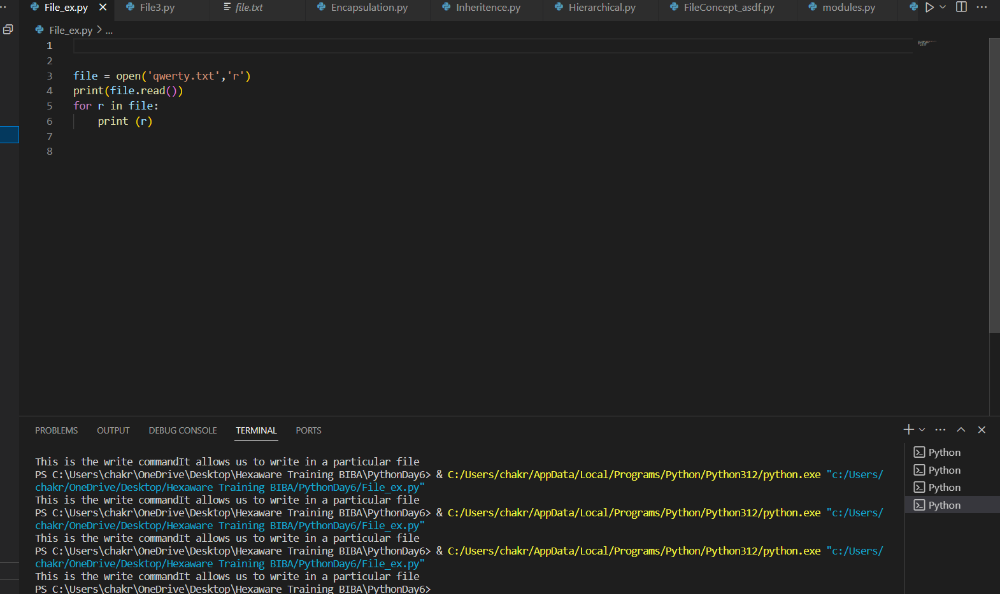 File_ex.py File3.py file.txt Encapsulation.py Inheritence.py Hierarchical.py FileConcept_asdf.py modules.py
File_ex.py > ...
1
2
3 file = open('qwerty.txt','r')
4 print(file.read())
5 for r in file:
6 print (r)
7
8
PROBLEMS OUTPUT DEBUG CONSOLE TERMINAL PORTS
This is the write commandIt allows us to write in a particular file
PS C:\Users\chakr\OneDrive\Desktop\Hexaware Training BIBA\PythonDay6> & C:/Users/chakr/AppData/Local/Programs/Python/Python312/python.exe "c:/Users/
chakr/OneDrive/Desktop/Hexaware Training BIBA/PythonDay6/File_ex.py"
This is the write commandIt allows us to write in a particular file
PS C:\Users\chakr\OneDrive\Desktop\Hexaware Training BIBA\PythonDay6> & C:/Users/chakr/AppData/Local/Programs/Python/Python312/python.exe "c:/Users/
chakr/OneDrive/Desktop/Hexaware Training BIBA/PythonDay6/File_ex.py"
This is the write commandIt allows us to write in a particular file
PS C:\Users\chakr\OneDrive\Desktop\Hexaware Training BIBA\PythonDay6> & C:/Users/chakr/AppData/Local/Programs/Python/Python312/python.exe "c:/Users/
chakr/OneDrive/Desktop/Hexaware Training BIBA/PythonDay6/File_ex.py"
This is the write commandIt allows us to write in a particular file
PS C:\Users\chakr\OneDrive\Desktop\Hexaware Training BIBA\PythonDay6>
Python
Python
Python
Python